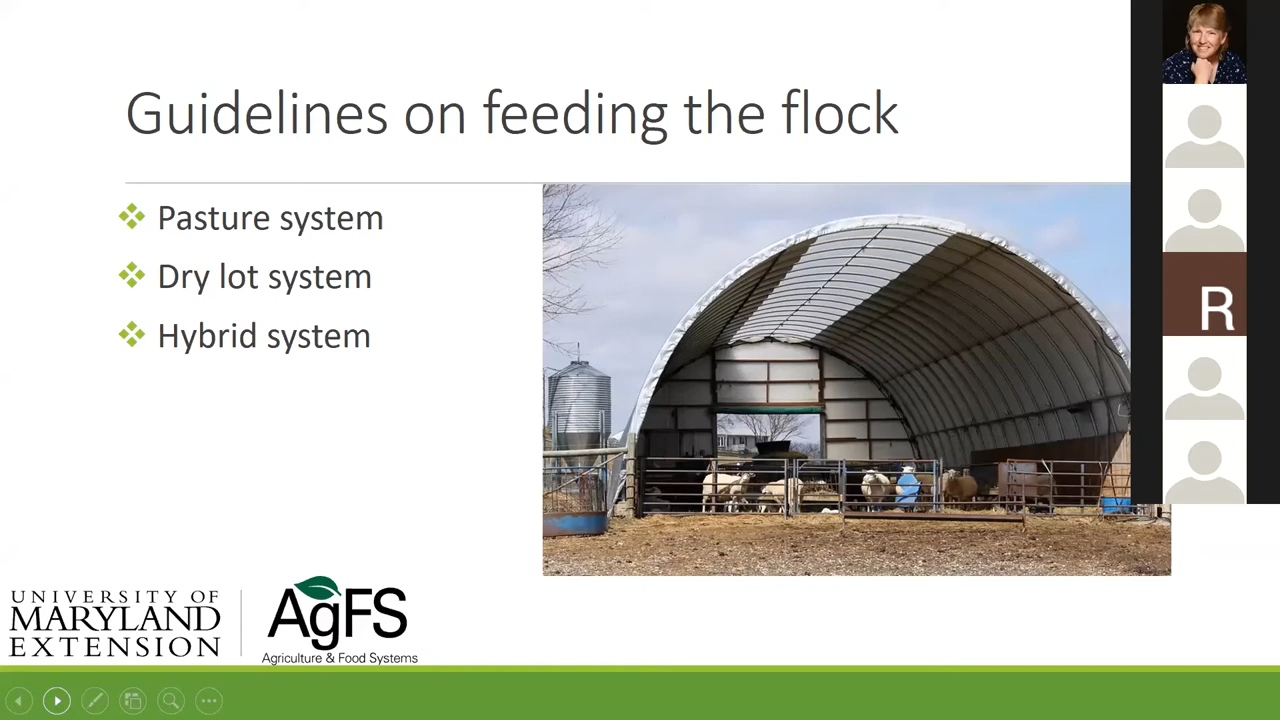 Guidelines on feeding the flock
Pasture system
Dry lot system
Hybrid system
R
UNIVERSITY OF
MARYLAND
EXTENSION
AgFS
Agriculture & Food Systems